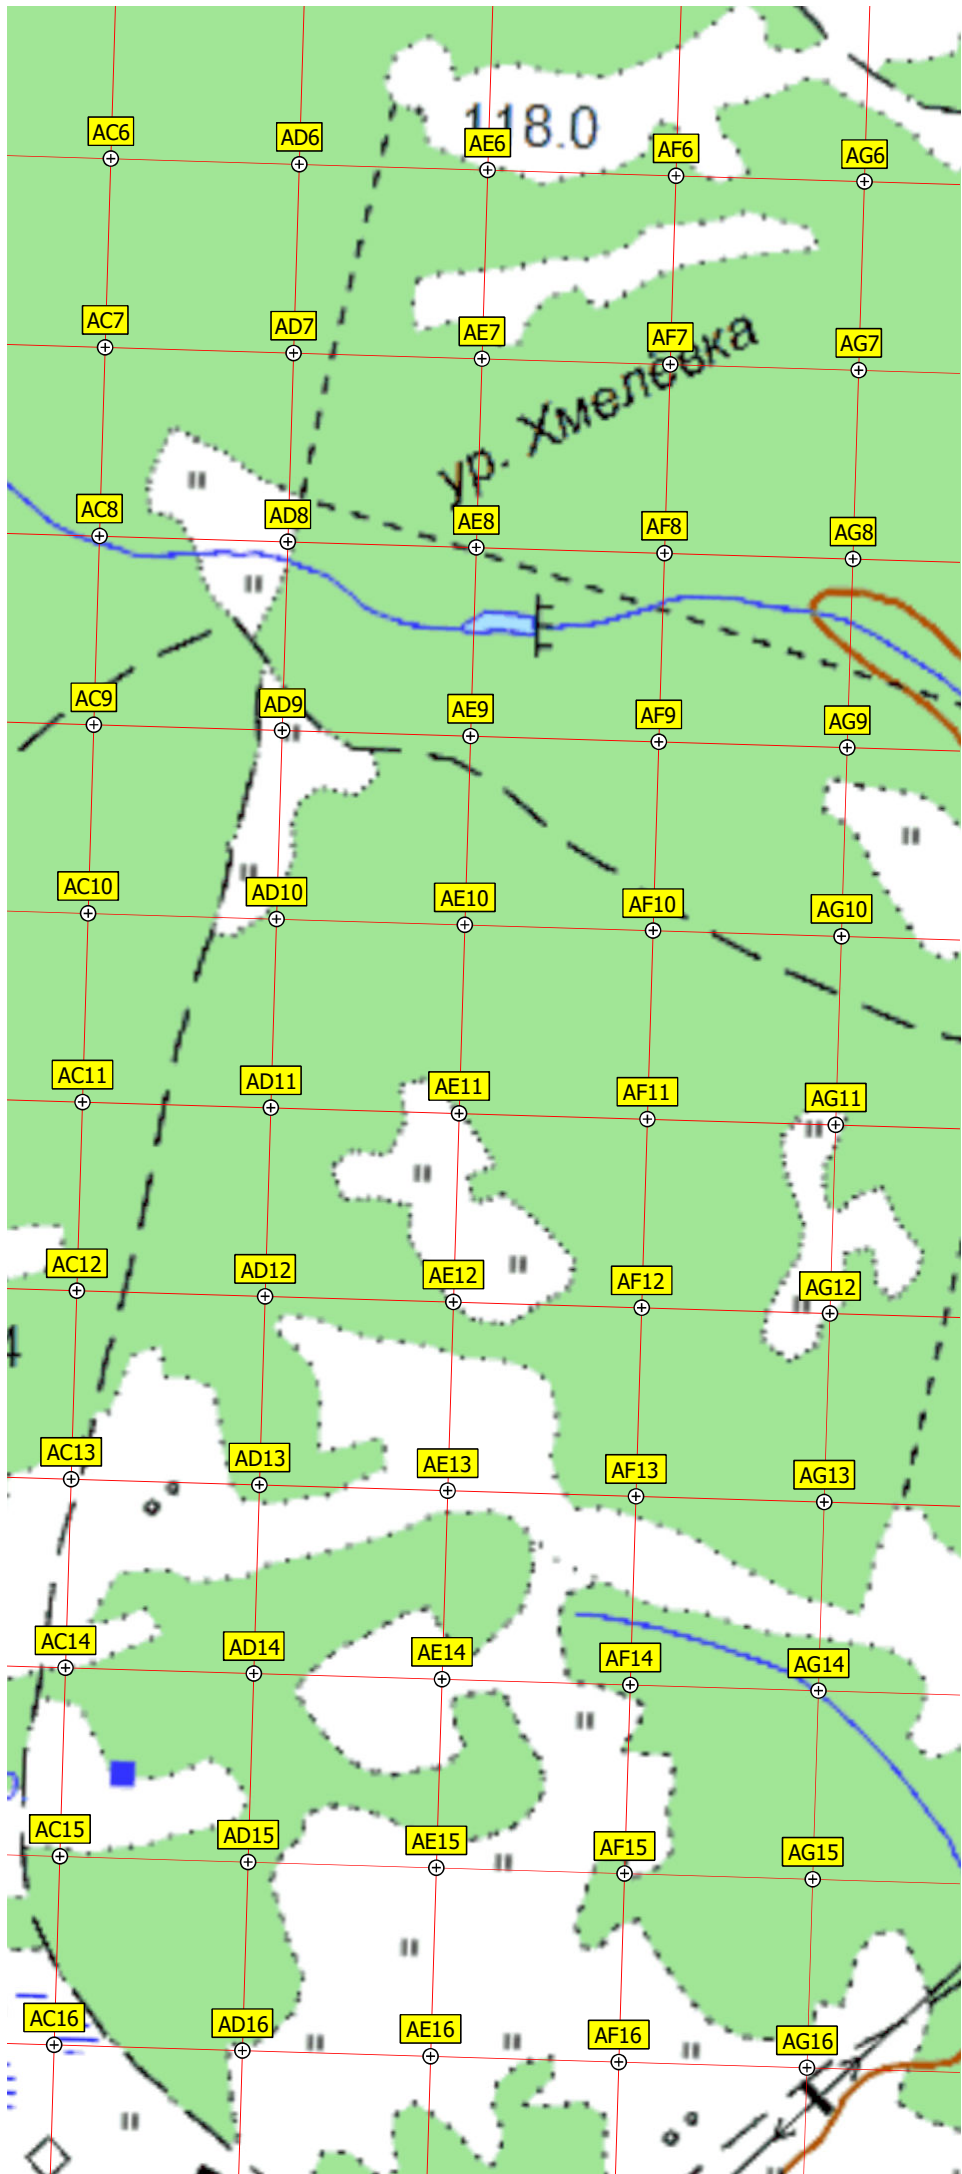 118.0
AC6 AD6 AE6 AF6 AG6
AC7 AD7 AE7 AF7 AG7
ур. Хмелёвка
AC8 AD8 AE8 AF8 AG8
AC9 AD9 AE9 AF9 AG9
AC10 AD10 AE10 AF10 AG10
AC11 AD11 AE11 AF11 AG11
AC12 AD12 AE12 AF12 AG12
4
AC13 AD13 AE13 AF13 AG13
AC14 AD14 AE14 AF14 AG14
AC15 AD15 AE15 AF15 AG15
AC16 AD16 AE16 AF16 AG16